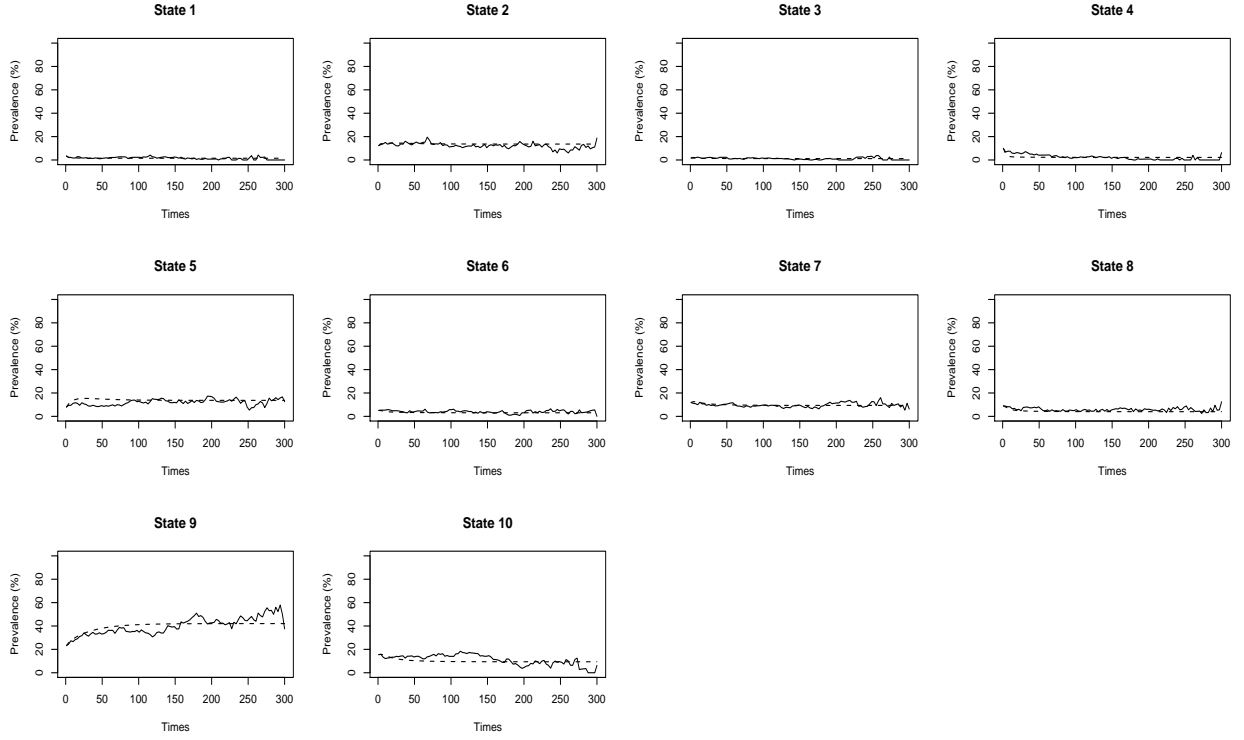 State 1
Prevalence (%)
0 20 40 60 80
0 50 100 150 200 250 300
Times
State 2
Prevalence (%)
0 20 40 60 80
0 50 100 150 200 250 300
Times
State 3
Prevalence (%)
0 20 40 60 80
0 50 100 150 200 250 300
Times
State 4
Prevalence (%)
0 20 40 60 80
0 50 100 150 200 250 300
Times
State 5
Prevalence (%)
0 20 40 60 80
0 50 100 150 200 250 300
Times
State 6
Prevalence (%)
0 20 40 60 80
0 50 100 150 200 250 300
Times
State 7
Prevalence (%)
0 20 40 60 80
0 50 100 150 200 250 300
Times
State 8
Prevalence (%)
0 20 40 60 80
0 50 100 150 200 250 300
Times
State 9
Prevalence (%)
0 20 40 60 80
0 50 100 150 200 250 300
Times
State 10
Prevalence (%)
0 20 40 60 80
0 50 100 150 200 250 300
Times